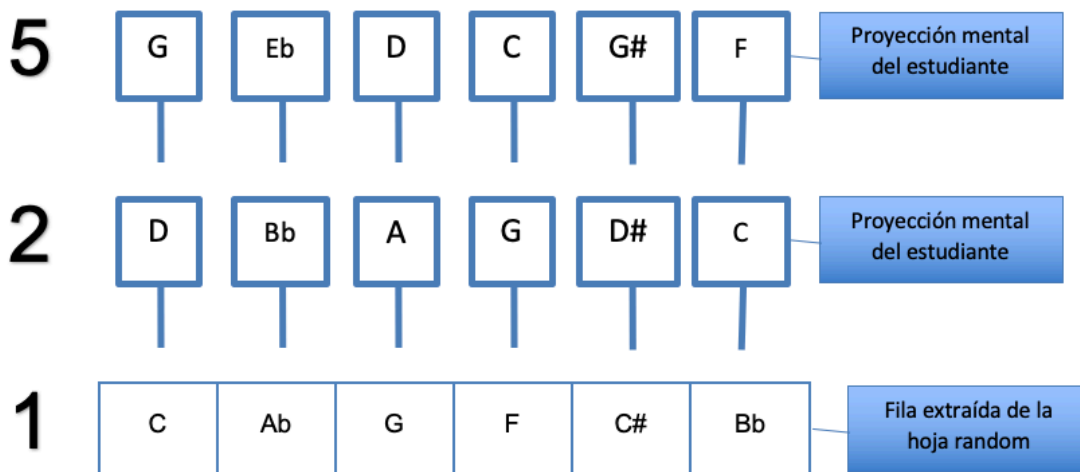 5 G Eb D C G# F Proyección mental
del estudiante
2 D Bb A G D# C Proyección mental
del estudiante
1 C Ab G F C# Bb Fila extraída de la
hoja random